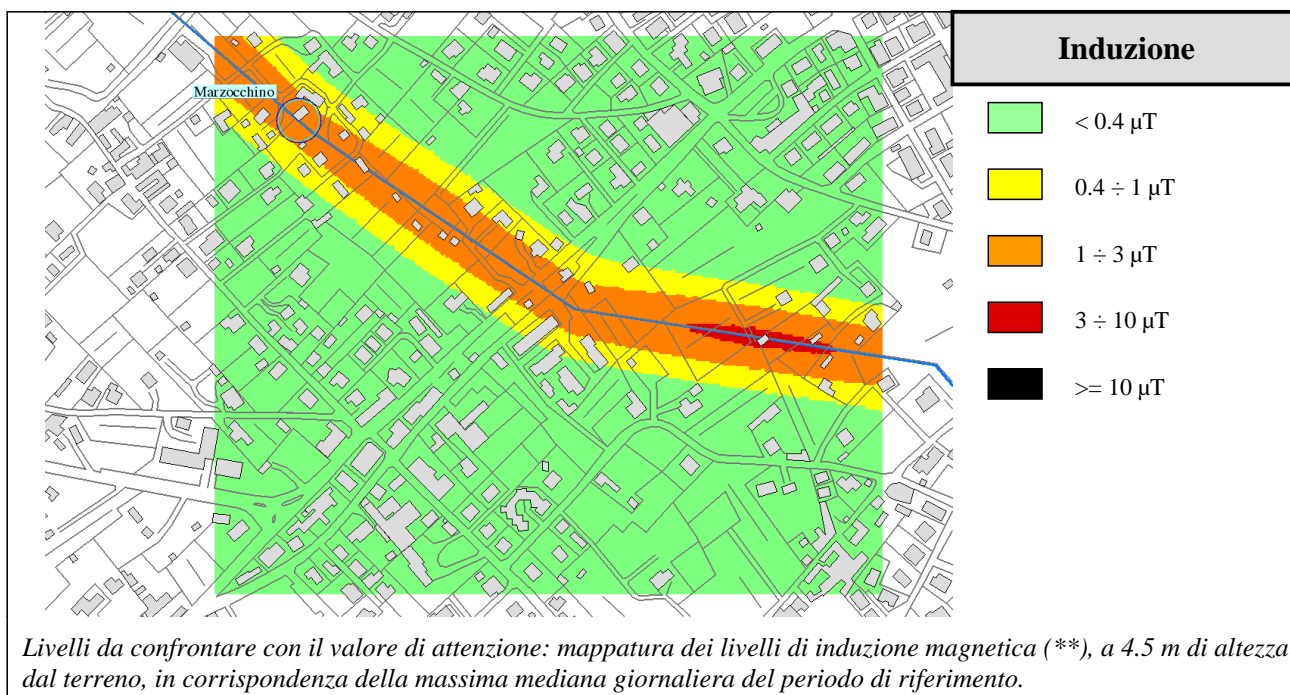 Induzione
Marzocchino
< 0.4 µT
0.4 ÷ 1 µT
1 ÷ 3 µT
3 ÷ 10 µT
>= 10 µT
Livelli da confrontare con il valore di attenzione: mappatura dei livelli di induzione magnetica (**), a 4.5 m di altezza
dal terreno, in corrispondenza della massima mediana giornaliera del periodo di riferimento.